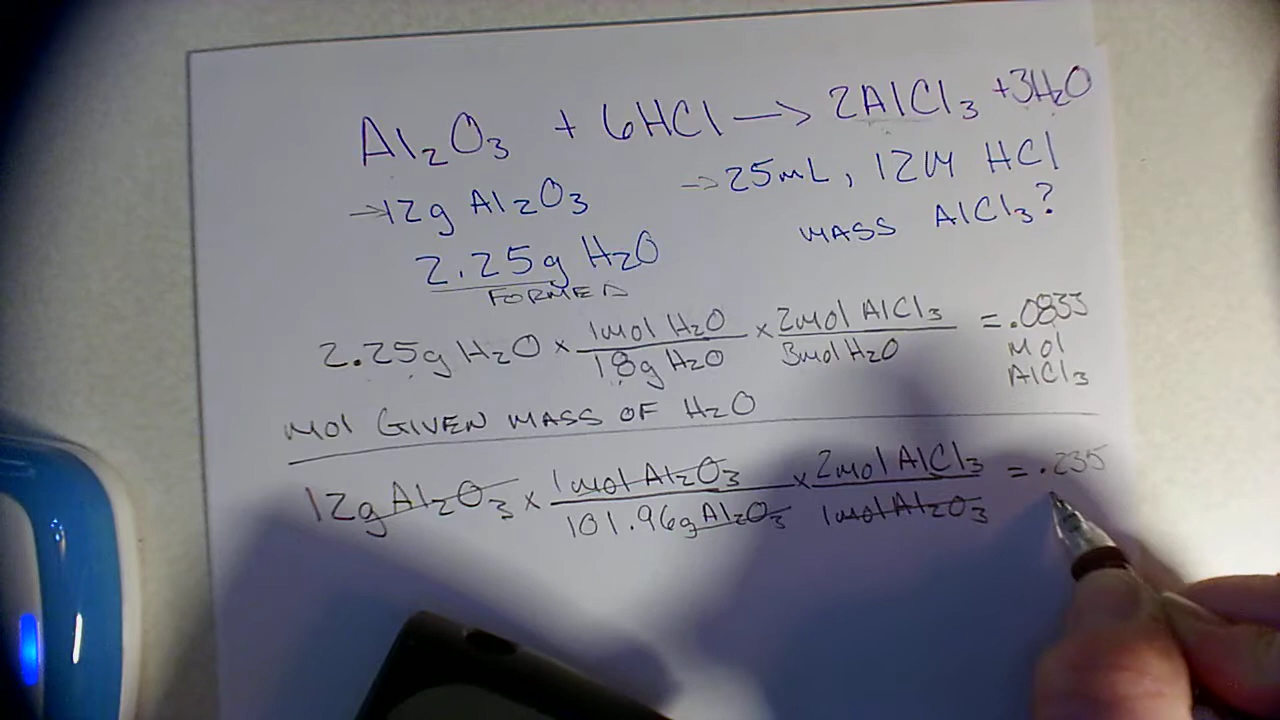 Al₂O₃ + 6HCl → 2AlCl₃ + 3H₂O
→12g Al₂O₃ → 25mL, 12M HCl
MASS AlCl₃?
2.25g H₂O
FORMED
2.25g H₂O × 1mol H₂O / 18g H₂O × 2mol AlCl₃ / 3mol H₂O = .0833 mol AlCl₃
mol GIVEN MASS OF H₂O
12g Al₂O₃ × 1mol Al₂O₃ / 101.96g Al₂O₃ × 2mol AlCl₃ / 1mol Al₂O₃ = .235